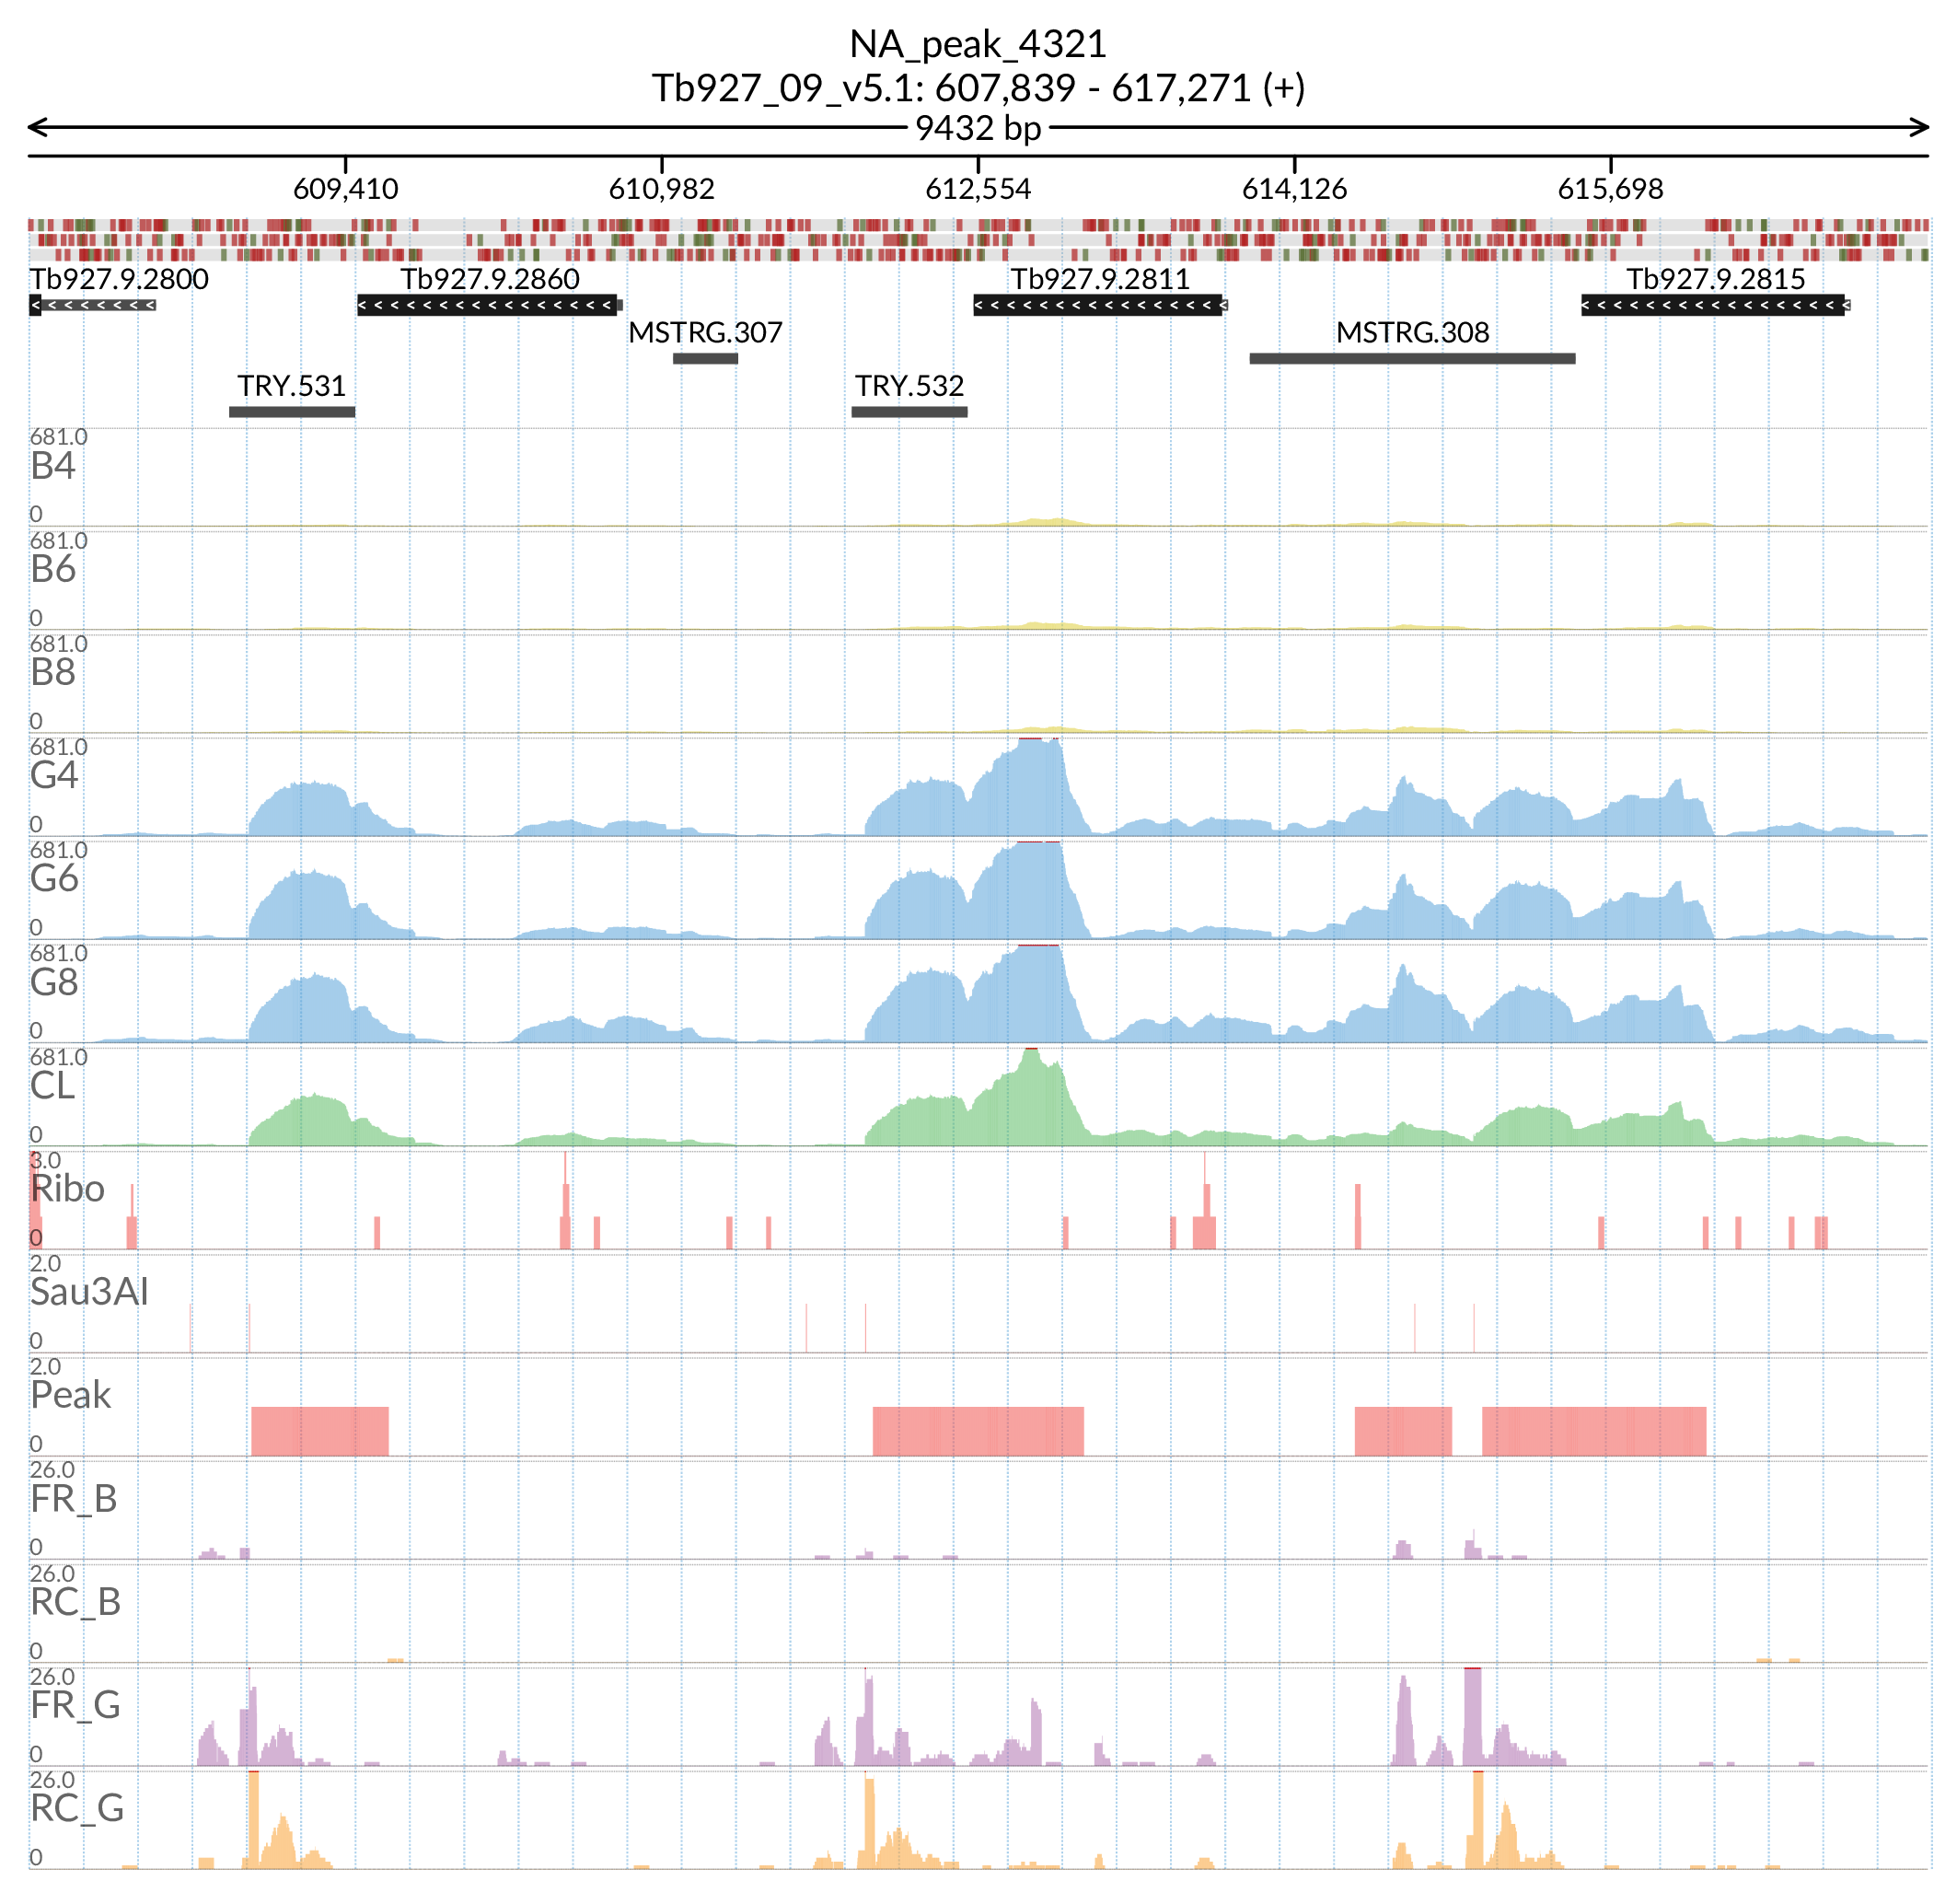 NA_peak_4321
Tb927_09_v5.1: 607,839 - 617,271 (+)
9432 bp
609,410 610,982 612,554 614,126 615,698
Tb927.9.2800 Tb927.9.2860 Tb927.9.2811 Tb927.9.2815
MSTRG.307 MSTRG.308
TRY.531 TRY.532
681.0
B4
0
681.0
B6
0
681.0
B8
0
681.0
G4
0
681.0
G6
0
681.0
G8
0
681.0
CL
0
3.0
Ribo
0
2.0
Sau3AI
0
2.0
Peak
0
26.0
FR_B
0
26.0
RC_B
0
26.0
FR_G
0
26.0
RC_G
0